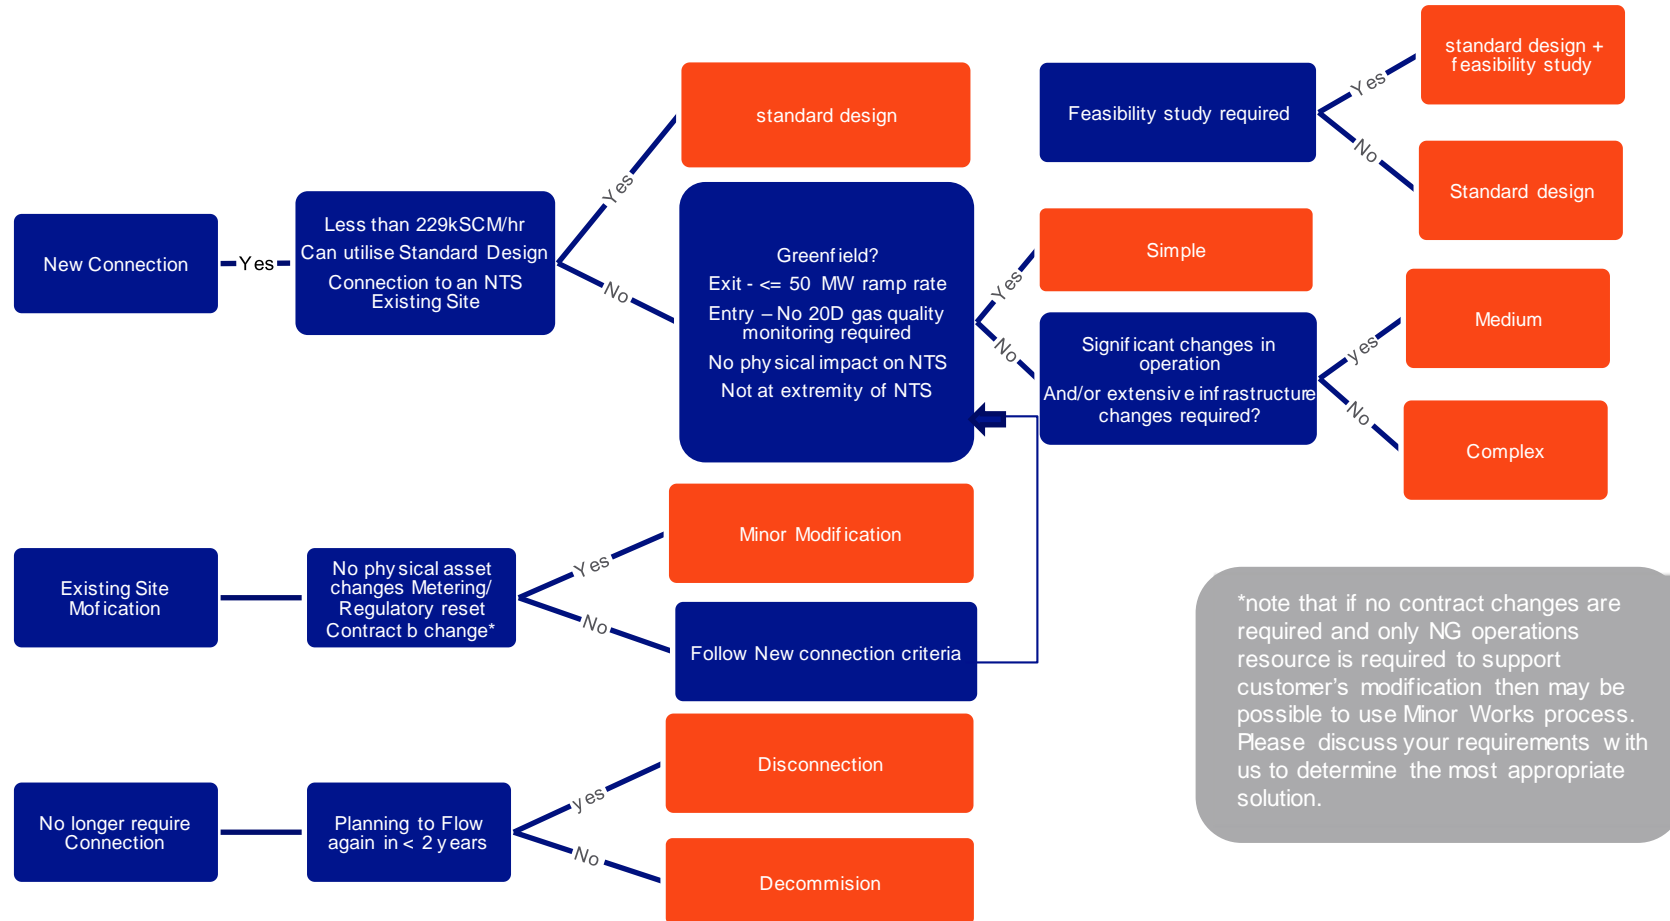 New Connection
Yes
Less than 229kSCM/hr
Can utilise Standard Design
Connection to an NTS
Existing Site
Yes
No
standard design
Greenfield?
Exit - <= 50 MW ramp rate
Entry – No 20D gas quality
monitoring required
No physical impact on NTS
Not at extremity of NTS
Yes
No
Feasibility study required
Yes
No
standard design +
feasibility study
Standard design
Simple
Significant changes in
operation
And/or extensive infrastructure
changes required?
yes
No
Medium
Complex
Existing Site
Mofication
No physical asset
changes Metering/
Regulatory reset
Contract b change*
Yes
No
Minor Modification
Follow New connection criteria
No longer require
Connection
Planning to Flow
again in < 2 years
yes
No
Disconnection
Decommision
*note that if no contract changes are
required and only NG operations
resource is required to support
customer’s modification then may be
possible to use Minor Works process.
Please discuss your requirements with
us to determine the most appropriate
solution.